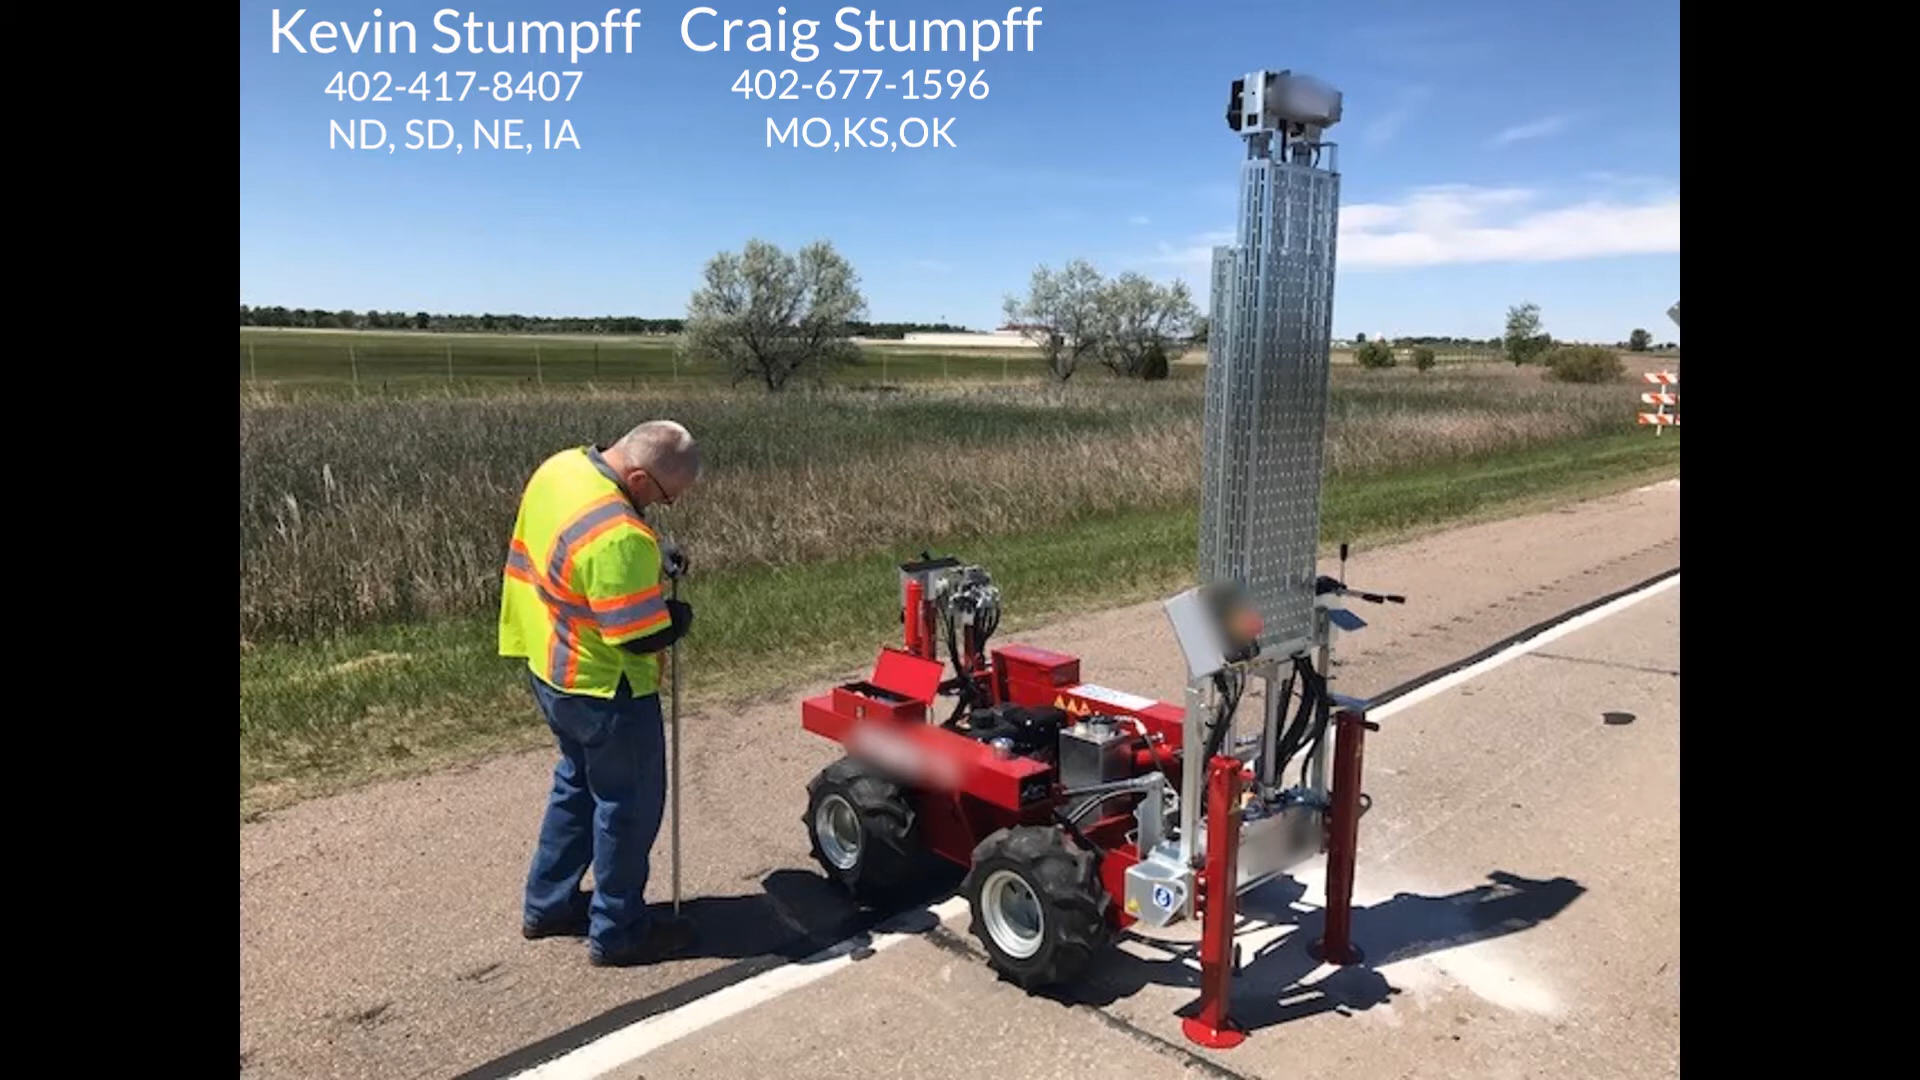 Kevin Stumpff
402-417-8407
ND, SD, NE, IA
Craig Stumpff
402-677-1596
MO,KS,OK